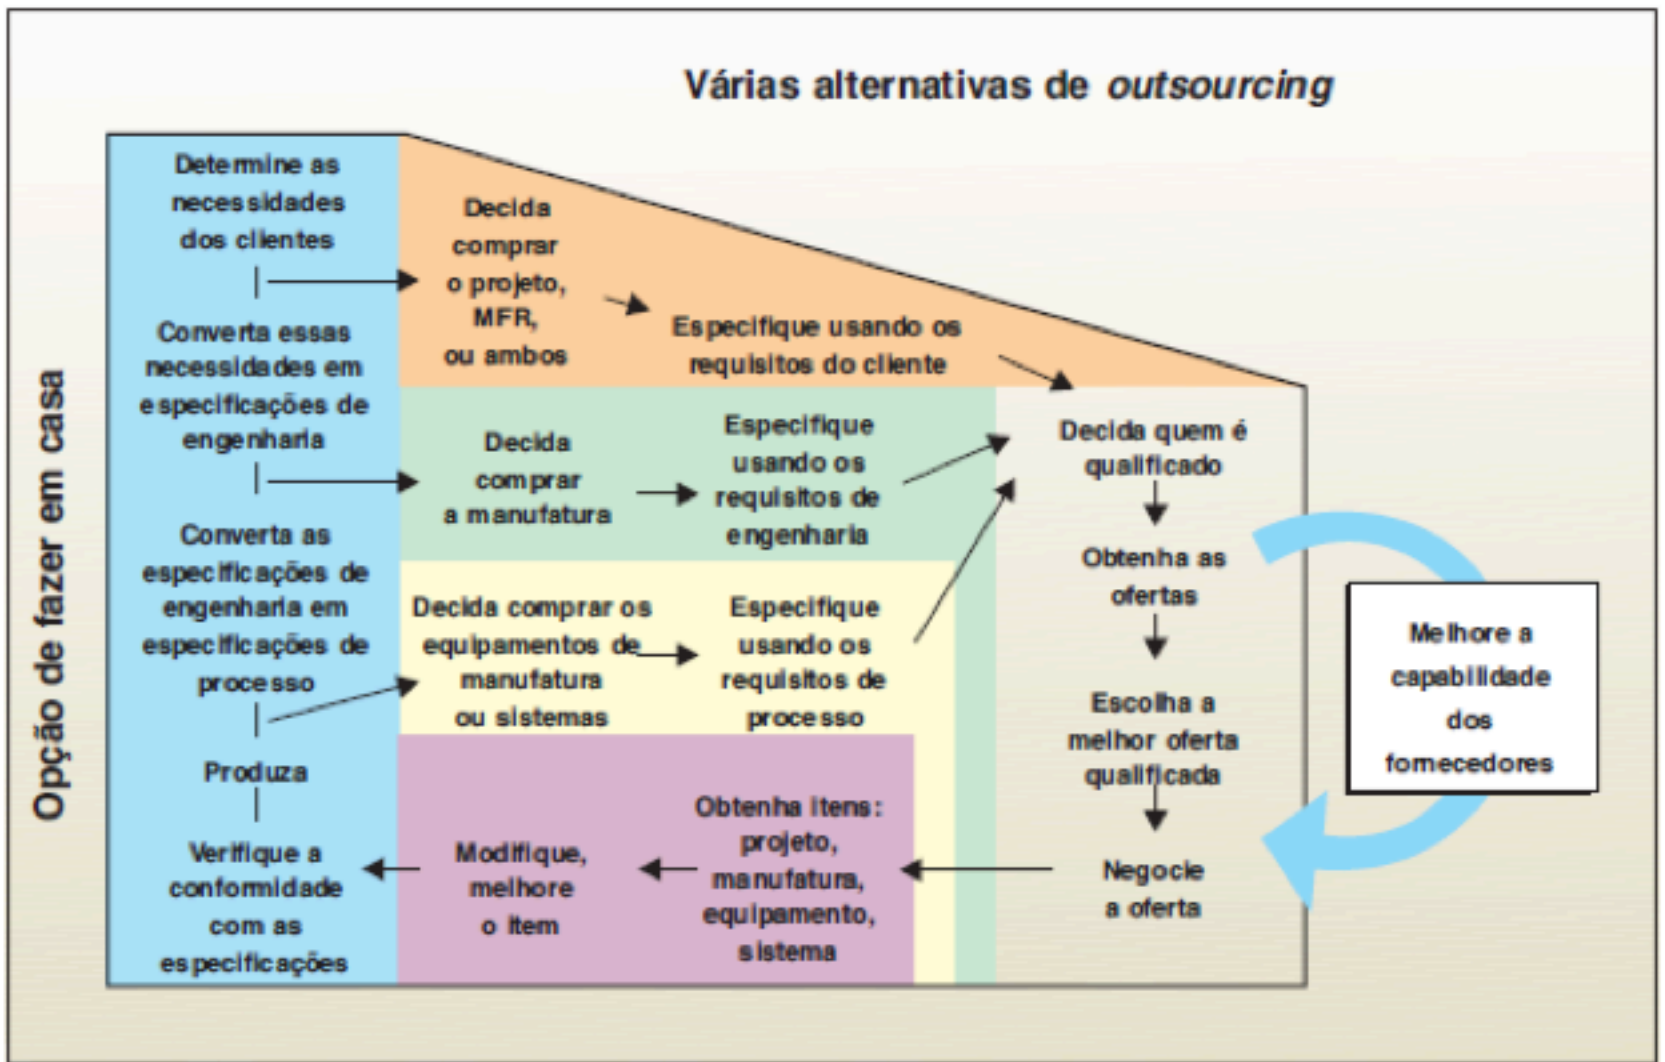 Várias alternativas de outsourcing
Opção de fazer em casa
Determine as
necessidades
dos clientes
Converta essas
necessidades em
especificações de
engenharia
Converta as
especificações de
engenharia em
especificações de
processo
Produza
Verifique a
conformidade
com as
especificações
Decida
comprar
o projeto,
MFR,
ou ambos
Especifique usando os
requisitos do cliente
Decida
comprar
a manufatura
Especifique
usando os
requisitos de
engenharia
Decida comprar os
equipamentos de
manufatura
ou sistemas
Especifique
usando os
requisitos de
processo
Decida quem é
qualificado
Obtenha as
ofertas
Escolha a
melhor oferta
qualificada
Negocie
a oferta
Obtenha itens:
projeto,
manufatura,
equipamento,
sistema
Modifique,
melhore
o item
Melhore a
capabilidade
dos
fornecedores